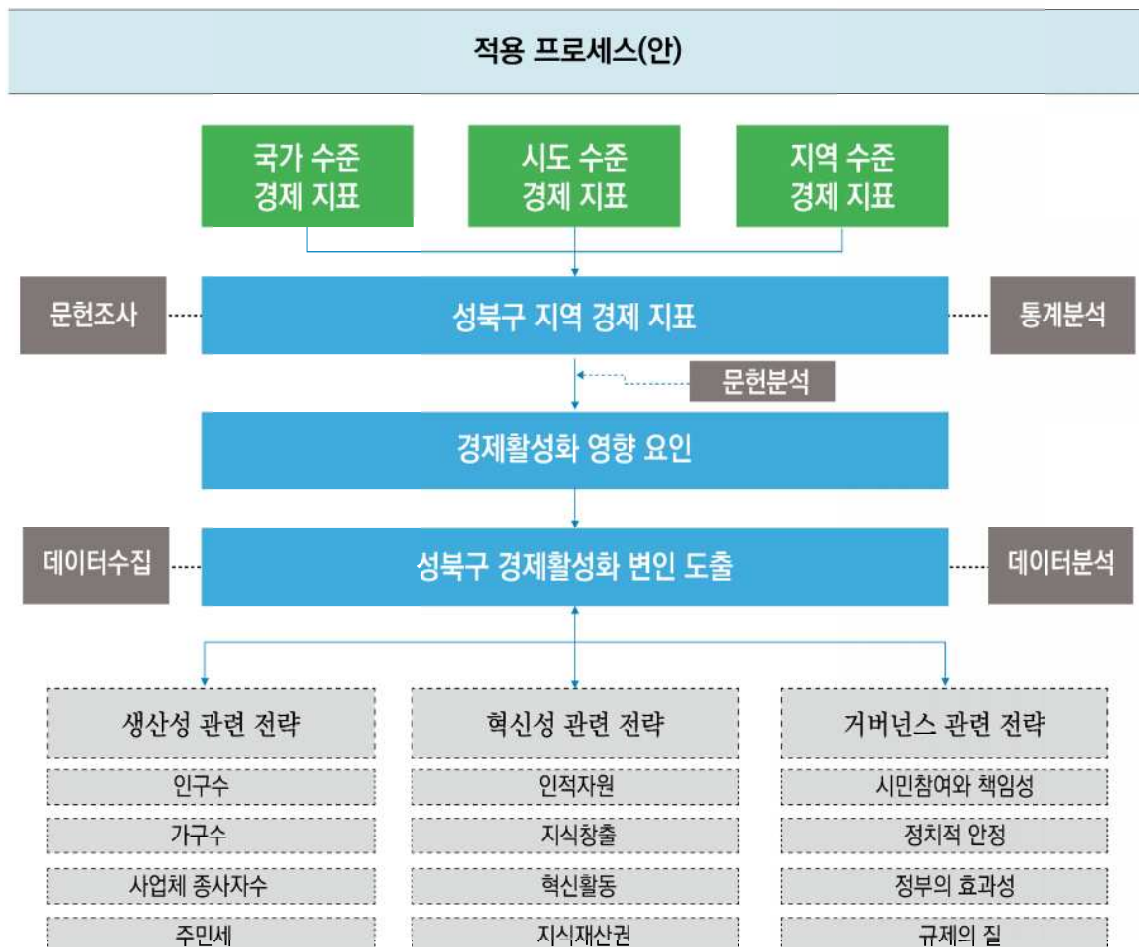 적용 프로세스(안)
국가 수준
경제 지표
시도 수준
경제 지표
지역 수준
경제 지표
문헌조사
성북구 지역 경제 지표
통계분석
문헌분석
경제활성화 영향 요인
데이터수집
성북구 경제활성화 변인 도출
데이터분석
생산성 관련 전략
혁신성 관련 전략
거버넌스 관련 전략
인구수
인적자원
시민참여와 책임성
가구수
지식창출
정치적 안정
사업체 종사자수
혁신활동
정부의 효과성
주민세
지식재산권
규제의 질